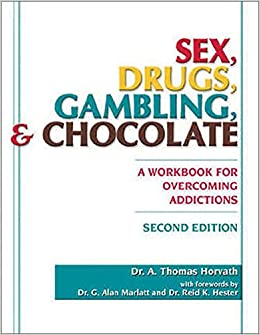 SEX,
DRUGS,
GAMBLING,
& CHOCOLATE
A WORKBOOK FOR
OVERCOMING
ADDICTIONS
SECOND EDITION
Dr. A. Thomas Horvath
with forewords by
Dr. G. Alan Marlatt and Dr. Reid K. Hester